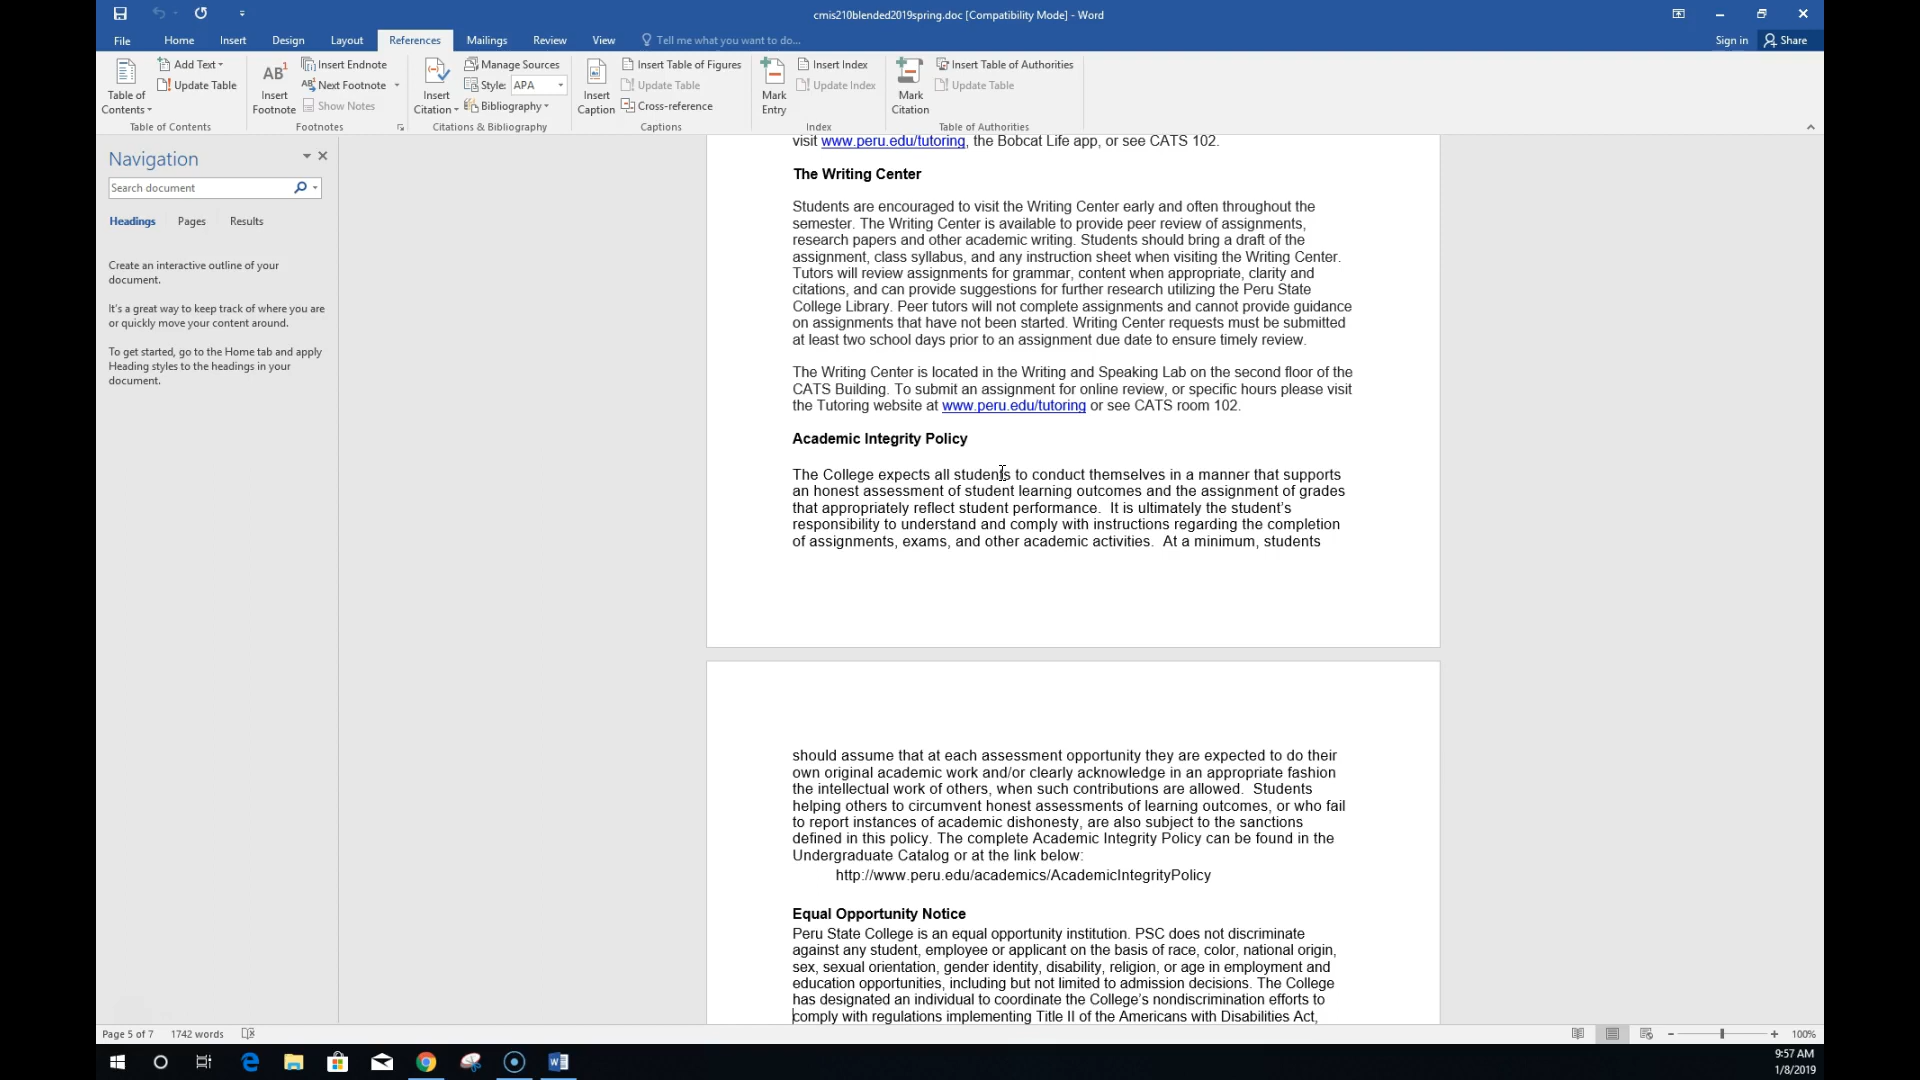 cmis210blended2019spring.doc [Compatibility Mode] - Word
File Home Insert Design Layout References Mailings Review View Tell me what you want to do... Sign in Share
Table of Contents
Add Text
Update Table
Table of Contents
AB¹ Insert Footnote
Insert Endnote
AB¹ Next Footnote
Show Notes
Footnotes
Insert Citation
Manage Sources
Style: APA
Bibliography
Citations & Bibliography
Insert Caption
Insert Table of Figures
Update Table
Cross-reference
Captions
Mark Entry
Insert Index
Update Index
Index
Mark Citation
Insert Table of Authorities
Update Table
Table of Authorities
Navigation
Search document
Headings Pages Results
Create an interactive outline of your
document.
It's a great way to keep track of where you are
or quickly move your content around.
To get started, go to the Home tab and apply
Heading styles to the headings in your
document.
visit www.peru.edu/tutoring, the Bobcat Life app, or see CATS 102.
The Writing Center
Students are encouraged to visit the Writing Center early and often throughout the
semester. The Writing Center is available to provide peer review of assignments,
research papers and other academic writing. Students should bring a draft of the
assignment, class syllabus, and any instruction sheet when visiting the Writing Center.
Tutors will review assignments for grammar, content when appropriate, clarity and
citations, and can provide suggestions for further research utilizing the Peru State
College Library. Peer tutors will not complete assignments and cannot provide guidance
on assignments that have not been started. Writing Center requests must be submitted
at least two school days prior to an assignment due date to ensure timely review.
The Writing Center is located in the Writing and Speaking Lab on the second floor of the
CATS Building. To submit an assignment for online review, or specific hours please visit
the Tutoring website at www.peru.edu/tutoring or see CATS room 102.
Academic Integrity Policy
The College expects all students to conduct themselves in a manner that supports
an honest assessment of student learning outcomes and the assignment of grades
that appropriately reflect student performance.  It is ultimately the student's
responsibility to understand and comply with instructions regarding the completion
of assignments, exams, and other academic activities.  At a minimum, students
should assume that at each assessment opportunity they are expected to do their
own original academic work and/or clearly acknowledge in an appropriate fashion
the intellectual work of others, when such contributions are allowed.  Students
helping others to circumvent honest assessments of learning outcomes, or who fail
to report instances of academic dishonesty, are also subject to the sanctions
defined in this policy. The complete Academic Integrity Policy can be found in the
Undergraduate Catalog or at the link below:
http://www.peru.edu/academics/AcademicIntegrityPolicy
Equal Opportunity Notice
Peru State College is an equal opportunity institution. PSC does not discriminate
against any student, employee or applicant on the basis of race, color, national origin,
sex, sexual orientation, gender identity, disability, religion, or age in employment and
education opportunities, including but not limited to admission decisions. The College
has designated an individual to coordinate the College's nondiscrimination efforts to
comply with regulations implementing Title II of the Americans with Disabilities Act,
Page 5 of 7 1742 words 100%
9:57 AM
1/8/2019